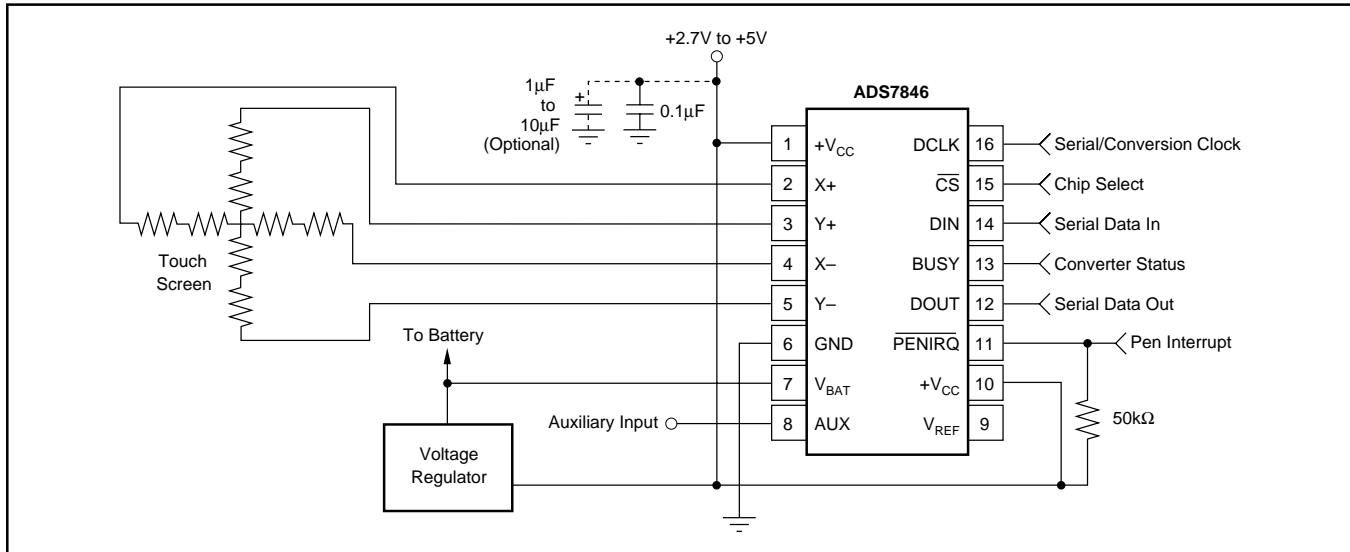 +2.7V to +5V
1µF
to
10µF
(Optional)
+
0.1µF
ADS7846
Touch
Screen
1 +VCC DCLK 16 Serial/Conversion Clock
2 X+ CS 15 Chip Select
3 Y+ DIN 14 Serial Data In
4 X– BUSY 13 Converter Status
5 Y– DOUT 12 Serial Data Out
6 GND PENIRQ 11 Pen Interrupt
7 VBAT +VCC 10
8 AUX VREF 9
50kΩ
To Battery
Auxiliary Input
Voltage
Regulator